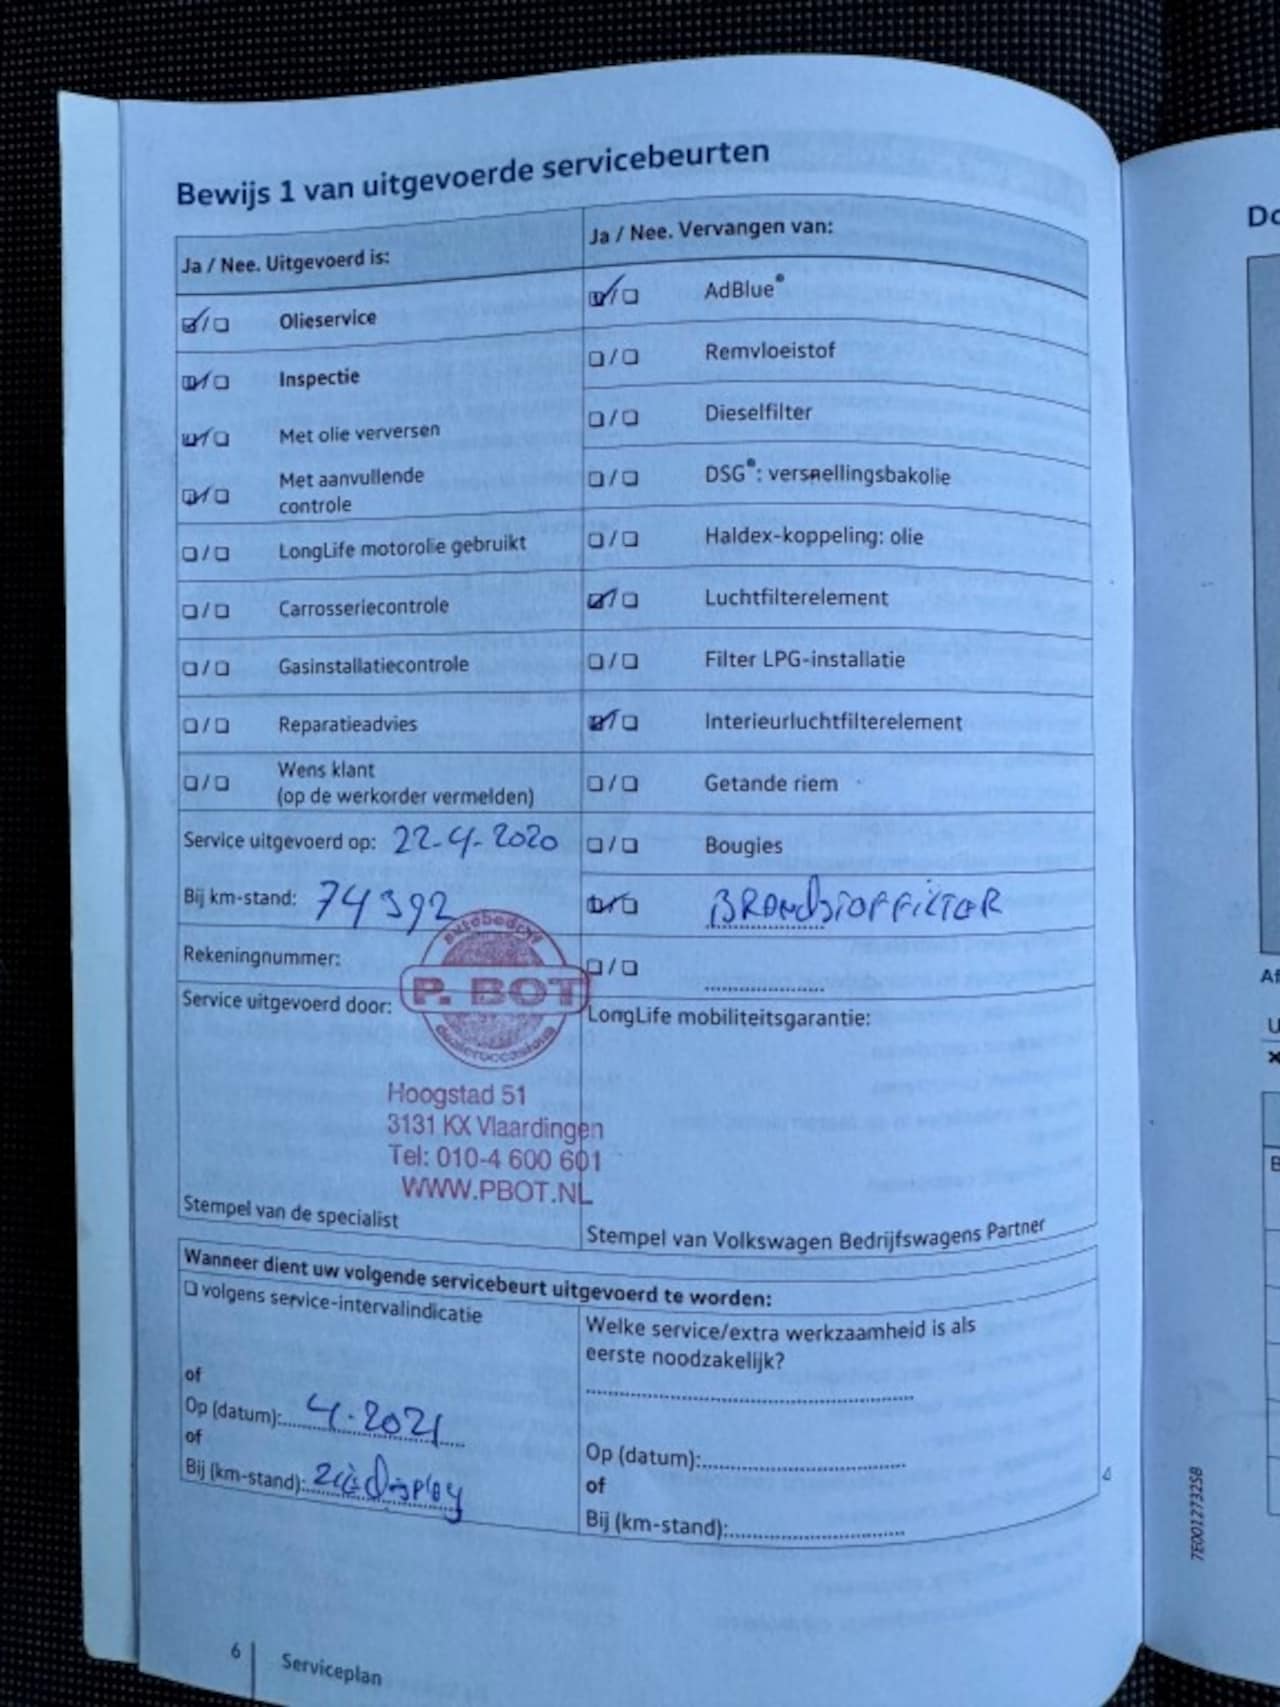 Bewijs 1 van uitgevoerde servicebeurten
Ja / Nee. Uitgevoerd is:
Olieservice
Inspectie
Met olie verversen
Met aanvullende
controle
LongLife motorolie gebruikt
Carrosseriecontrole
Gasinstallatiecontrole
Reparatieadvies
Wens klant
(op de werkorder vermelden)
Service uitgevoerd op: 22-4-2020
Bij km-stand: 74392
Rekeningnummer:
Service uitgevoerd door:
autobedrijf
P. BOT
dealeroccasions
Hoogstad 51
3131 KX Vlaardingen
Tel: 010-4 600 601
WWW.PBOT.NL
Stempel van de specialist
Ja / Nee. Vervangen van:
AdBlue®
Remvloeistof
Dieselfilter
DSG®: versnellingsbakolie
Haldex-koppeling: olie
Luchtfilterelement
Filter LPG-installatie
Interieurluchtfilterelement
Getande riem
Bougies
BRANDSTOFFILTER
LongLife mobiliteitsgarantie:
Stempel van Volkswagen Bedrijfswagens Partner
Wanneer dient uw volgende servicebeurt uitgevoerd te worden:
volgens service-intervalindicatie
of
Op (datum): 4-2021
of
Bij (km-stand): zie display
Welke service/extra werkzaamheid is als
eerste noodzakelijk?
Op (datum):
of
Bij (km-stand):
6
Serviceplan
7E0012732SB